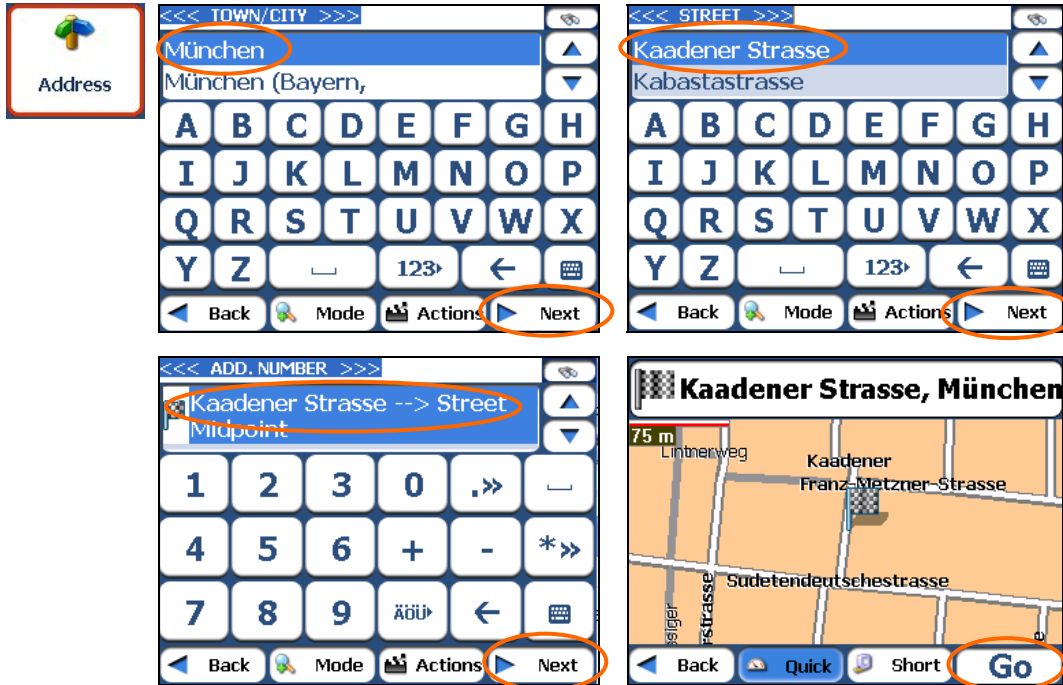 Address
<<< TOWN/CITY >>>
München
München (Bayern,
A B C D E F G H
I J K L M N O P
Q R S T U V W X
Y Z 123
Back Mode Actions Next
<<< STREET >>>
Kaadener Strasse
Kabastastrasse
A B C D E F G H
I J K L M N O P
Q R S T U V W X
Y Z 123
Back Mode Actions Next
<<< ADD. NUMBER >>>
Kaadener Strasse --> Street
Midpoint
1 2 3 0 .»
4 5 6 + - *»
7 8 9 ÄÖÜ
Back Mode Actions Next
Kaadener Strasse, München
75 m
Lintnerweg
Kaadener
Franz-Metzner-Strasse
Sudetendeutschestrasse
Back Quick Short Go